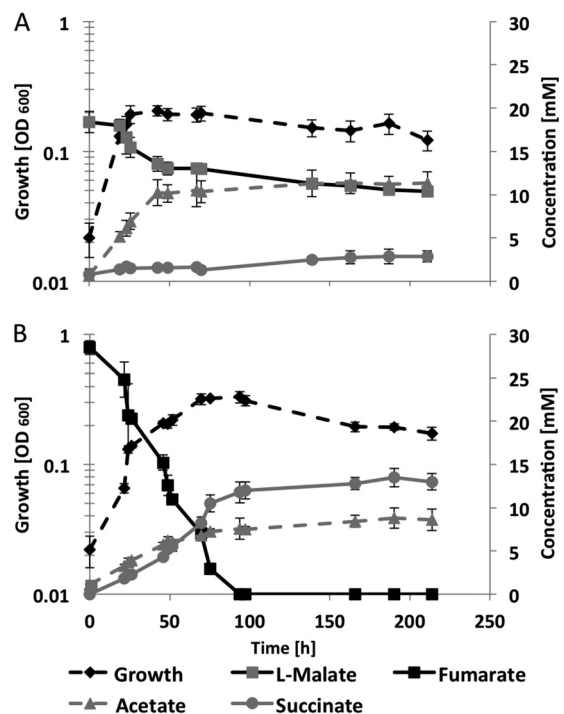 A
1
0.1
0.01
Growth [OD 600]
30
25
20
15
10
5
0
Concentration [mM]
B
1
0.1
0.01
Growth [OD 600]
30
25
20
15
10
5
0
Concentration [mM]
0 50 100 150 200 250
Time [h]
Growth L-Malate Fumarate
Acetate Succinate